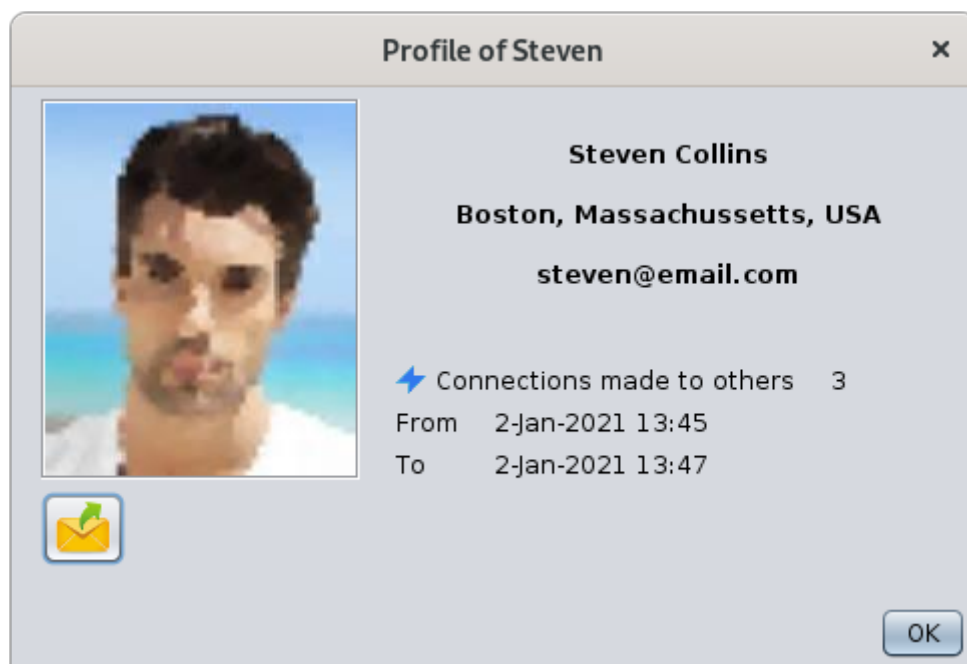 Profile of Steven
Steven Collins
Boston, Massachussetts, USA
steven@email.com
Connections made to others 3
From 2-Jan-2021 13:45
To 2-Jan-2021 13:47
OK